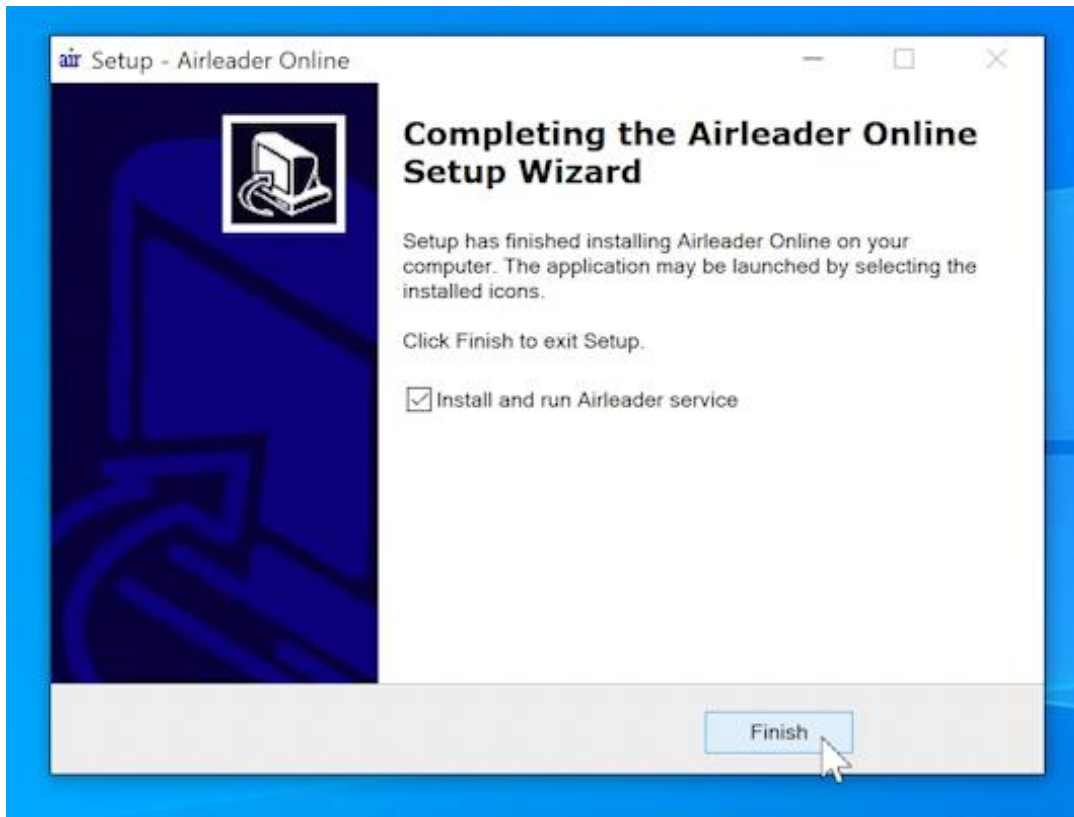 air Setup - Airleader Online
Completing the Airleader Online
Setup Wizard
Setup has finished installing Airleader Online on your
computer. The application may be launched by selecting the
installed icons.
Click Finish to exit Setup.
Install and run Airleader service
Finish